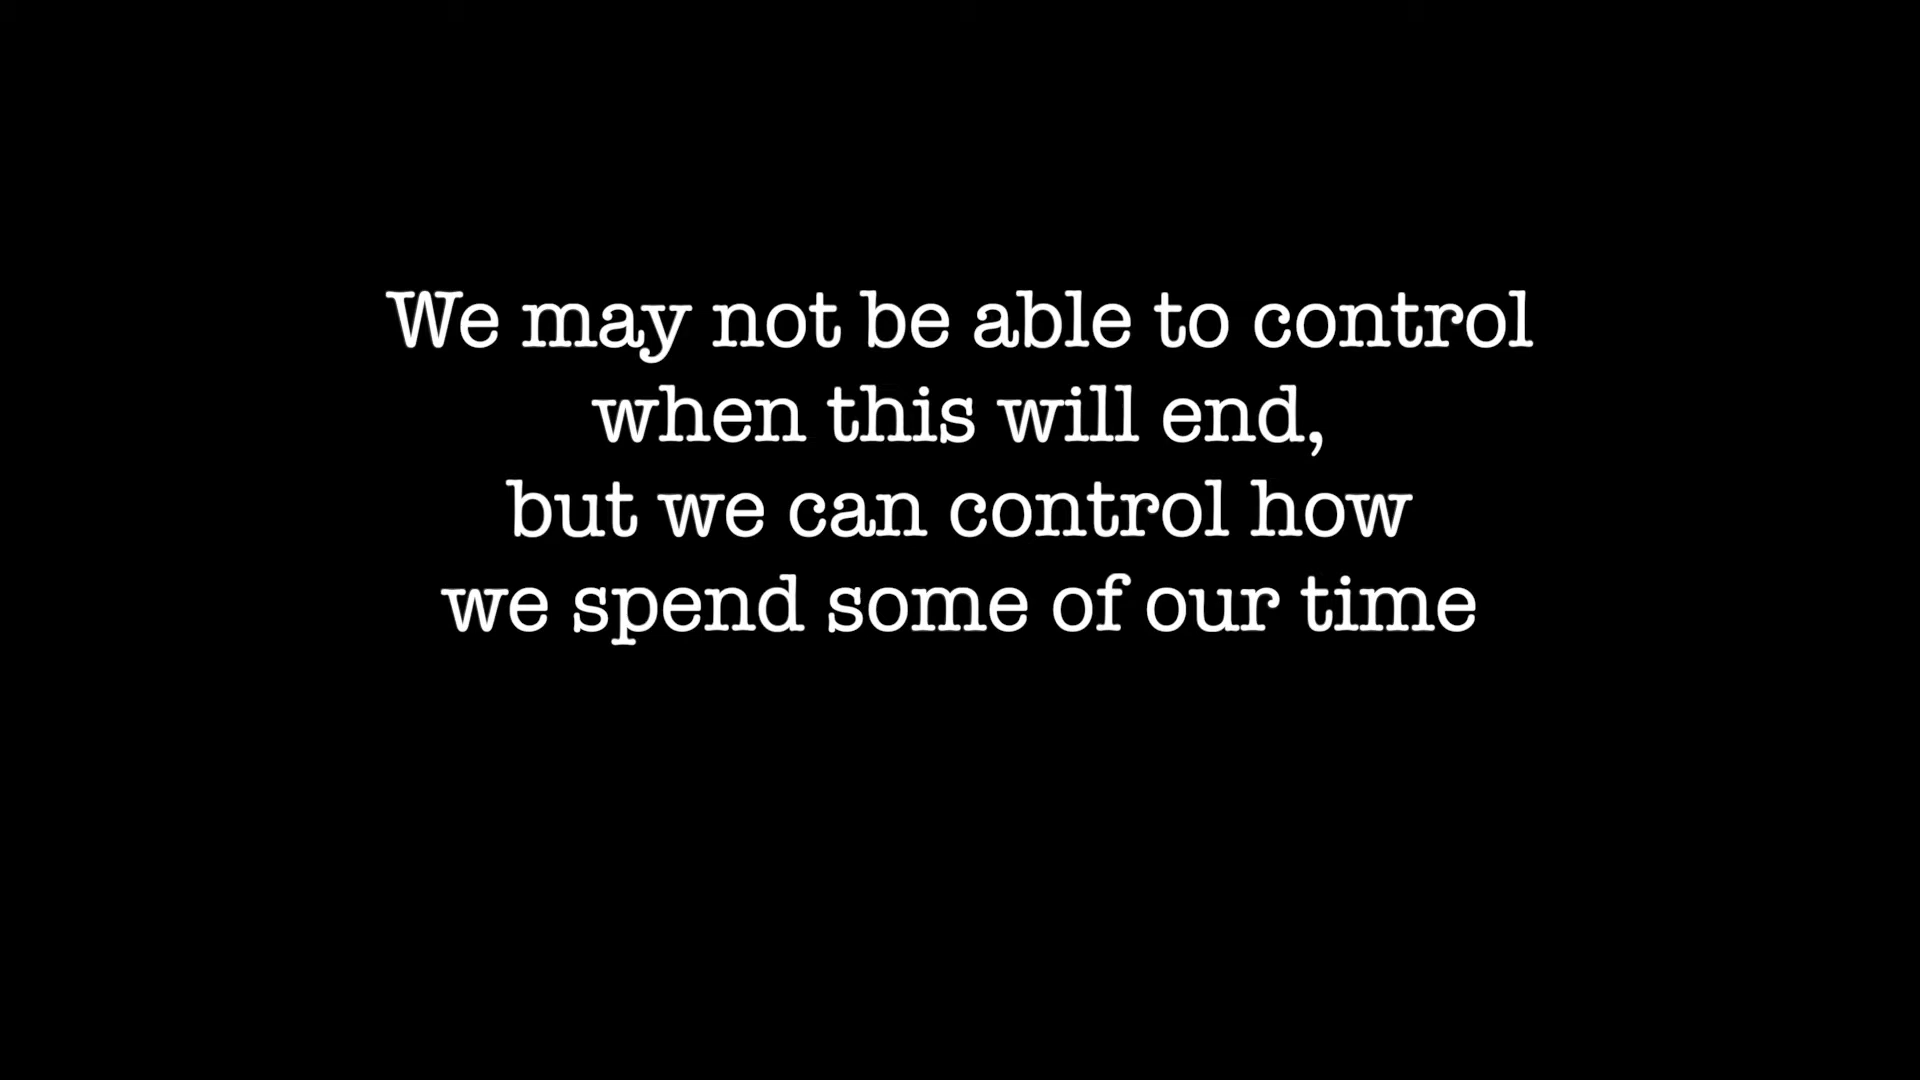 We may not be able to control
when this will end,
but we can control how
we spend some of our time